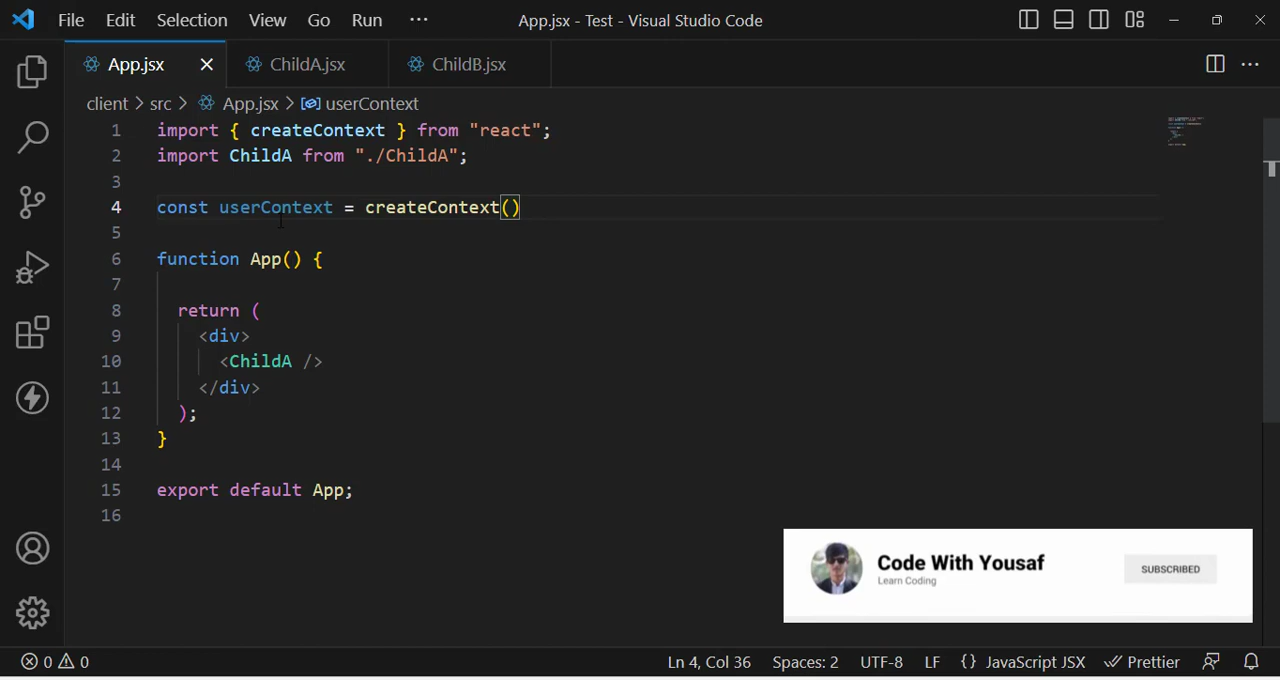 File Edit Selection View Go Run ··· App.jsx - Test - Visual Studio Code
App.jsx ChildA.jsx ChildB.jsx
client > src > App.jsx > userContext
1 import { createContext } from "react";
2 import ChildA from "./ChildA";
3
4 const userContext = createContext()
5
6 function App() {
7
8 return (
9 <div>
10 <ChildA />
11 </div>
12 );
13 }
14
15 export default App;
16
Code With Yousaf
Learn Coding
SUBSCRIBED
0 0 Ln 4, Col 36 Spaces: 2 UTF-8 LF {} JavaScript JSX Prettier